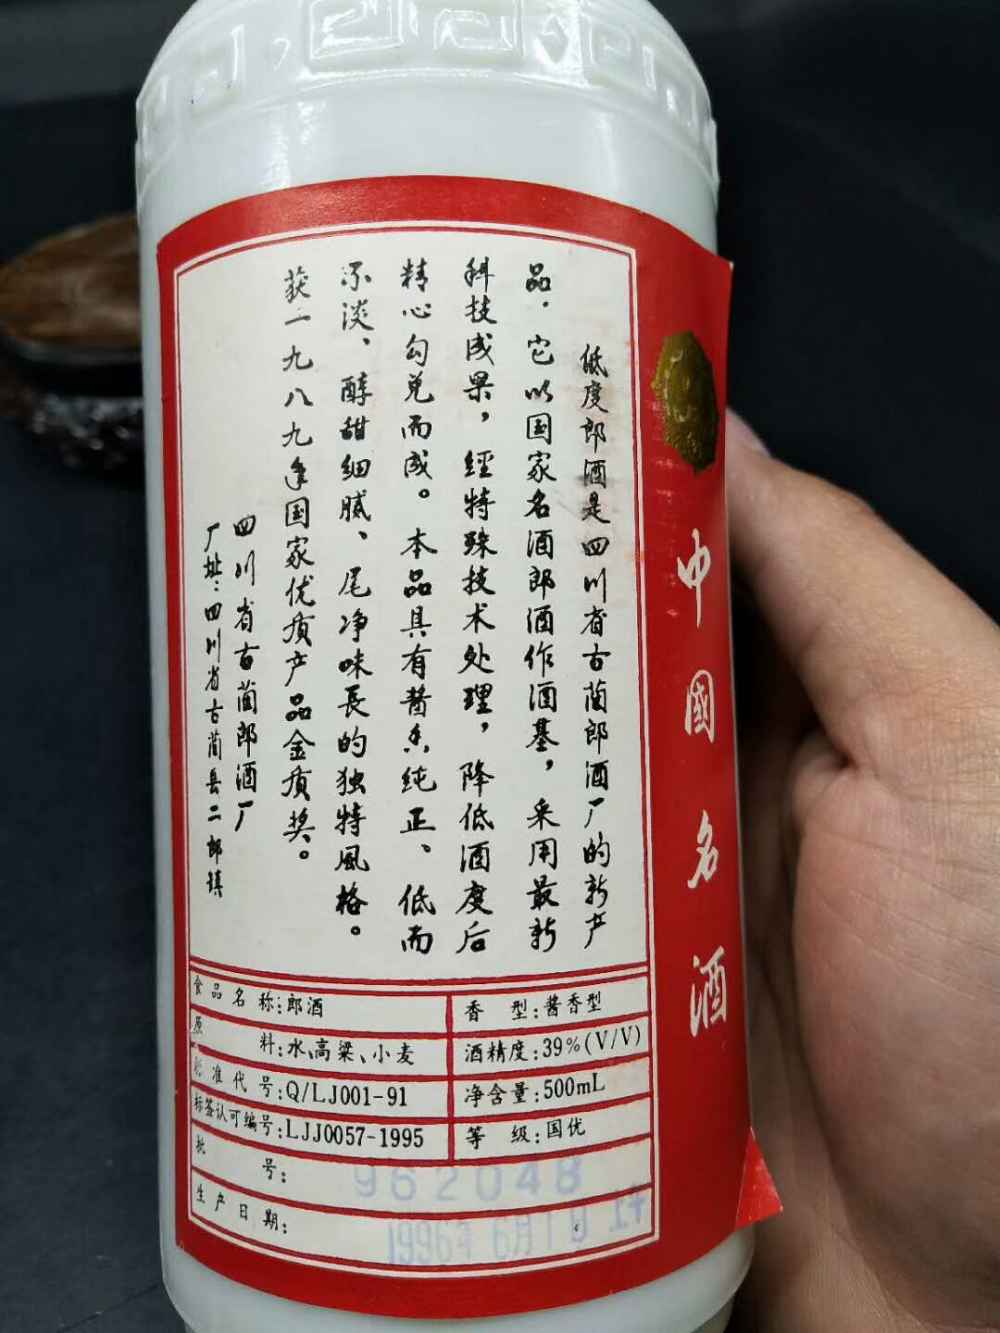 中國名酒
低度郎酒是四川省古蔺郎酒厂的新产
品。它以国家名酒郎酒作酒基，采用最新
科技成果，经特殊技术处理，降低酒度后
精心勾兑而成。本品具有酱香纯正、低而
不淡、醇甜细腻、尾净味長的独特風格。
获一九八九年国家优质产品金质奖。
四川省古蔺郎酒厂
厂址：四川省古蔺县二郎镇
食品名称：郎酒
香型：酱香型
原料：水、高粱、小麦
酒精度：39%(V/V)
标准代号：Q/LJ001-91
净含量：500mL
标签认可编号：LJJ0057-1995
等级：国优
批号：962048
生产日期：1996年6月1日